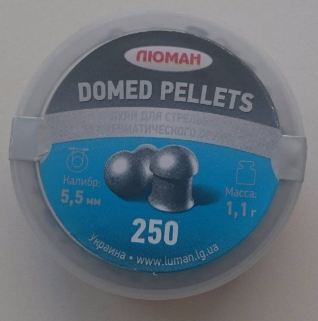 ЛЮМАН
DOMED PELLETS
ПУЛИ ДЛЯ СТРЕЛЬБЫ
ПНЕВМАТИЧЕСКОГО
Калибр:
5,5 мм
Масса:
1,1 г
250
Украина • www.luman.lg.ua